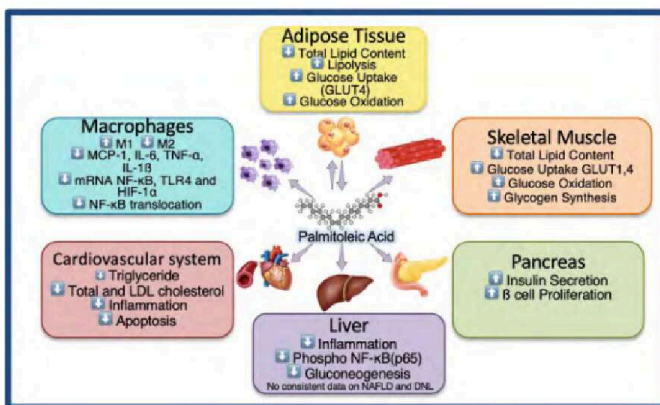 Adipose Tissue
⬇ Total Lipid Content
⬆ Lipolysis
⬆ Glucose Uptake
(GLUT4)
⬆ Glucose Oxidation
Macrophages
⬆ M1 ⬇ M2
⬇ MCP-1, IL-6, TNF-α,
IL-1ß
⬇ mRNA NF-κB, TLR4 and
HIF-1α
⬇ NF-κB translocation
Skeletal Muscle
⬇ Total Lipid Content
⬆ Glucose Uptake GLUT1,4
⬆ Glucose Oxidation
⬆ Glycogen Synthesis
Palmitoleic Acid
Cardiovascular system
⬇ Triglyceride
⬇ Total and LDL cholesterol
⬇ Inflammation
⬇ Apoptosis
Pancreas
⬆ Insulin Secretion
⬆ ß cell Proliferation
Liver
⬇ Inflammation
⬇ Phospho NF-κB(p65)
⬇ Gluconeogenesis
No consistent data on NAFLD and DNL